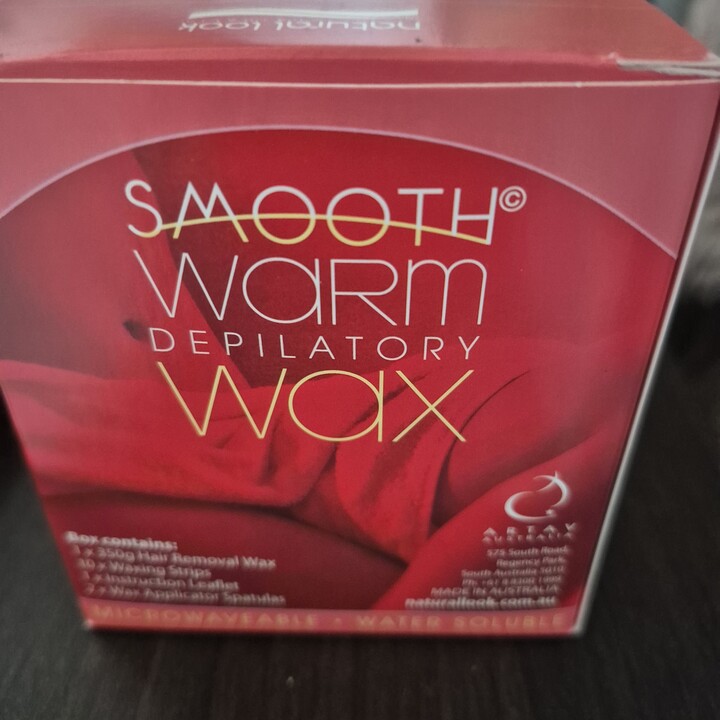 natural look
SMOOTH©
warm
DEPILATORY
wax
Box contains:
1 x 350g Hair Removal Wax
30 x Waxing Strips
1 x Instruction Leaflet
2 x Wax Applicator Spatulas
ARTAV
AUSTRALIA
575 South Road,
Regency Park,
South Australia 5010
MADE IN AUSTRALIA
naturallook.com.au
MICROWAVEABLE • WATER SOLUBLE